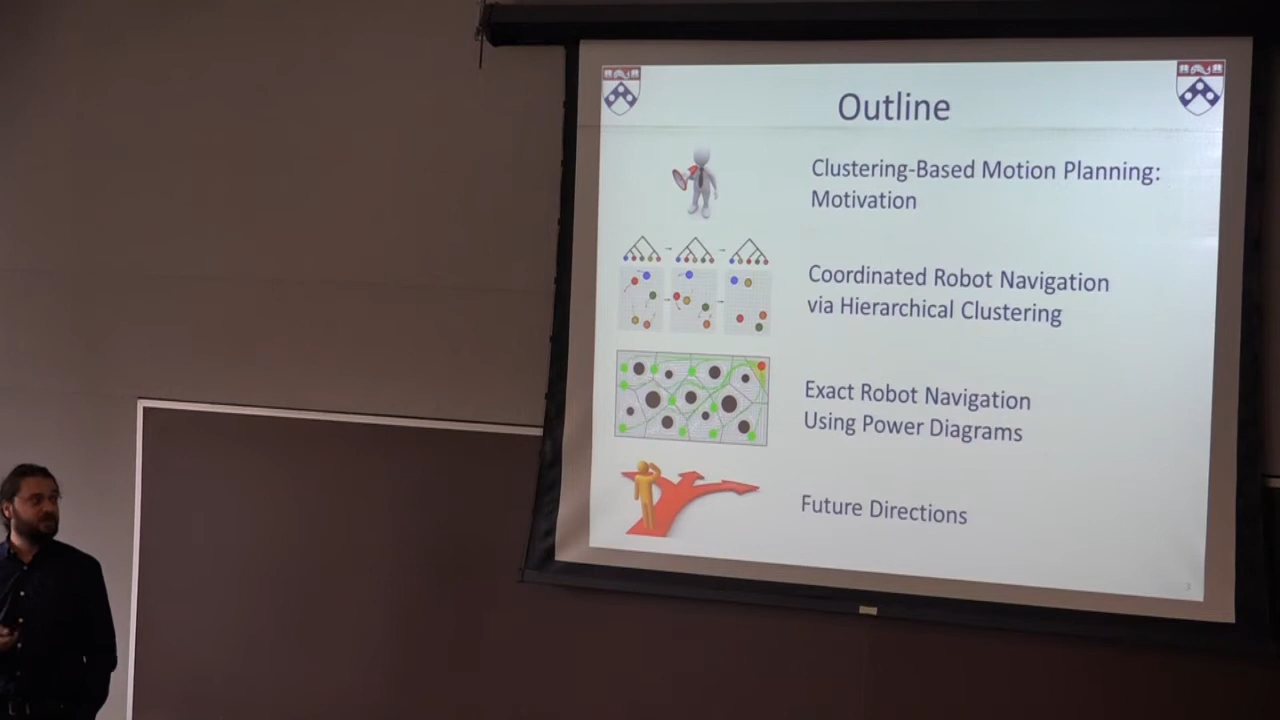 Outline
Clustering-Based Motion Planning:
Motivation
Coordinated Robot Navigation
via Hierarchical Clustering
Exact Robot Navigation
Using Power Diagrams
Future Directions
3